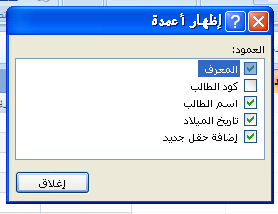 إظهار أعمدة
العمود:
المعرف
كود الطالب
اسم الطالب
تاريخ الميلاد
إضافة حقل جديد
إغلاق